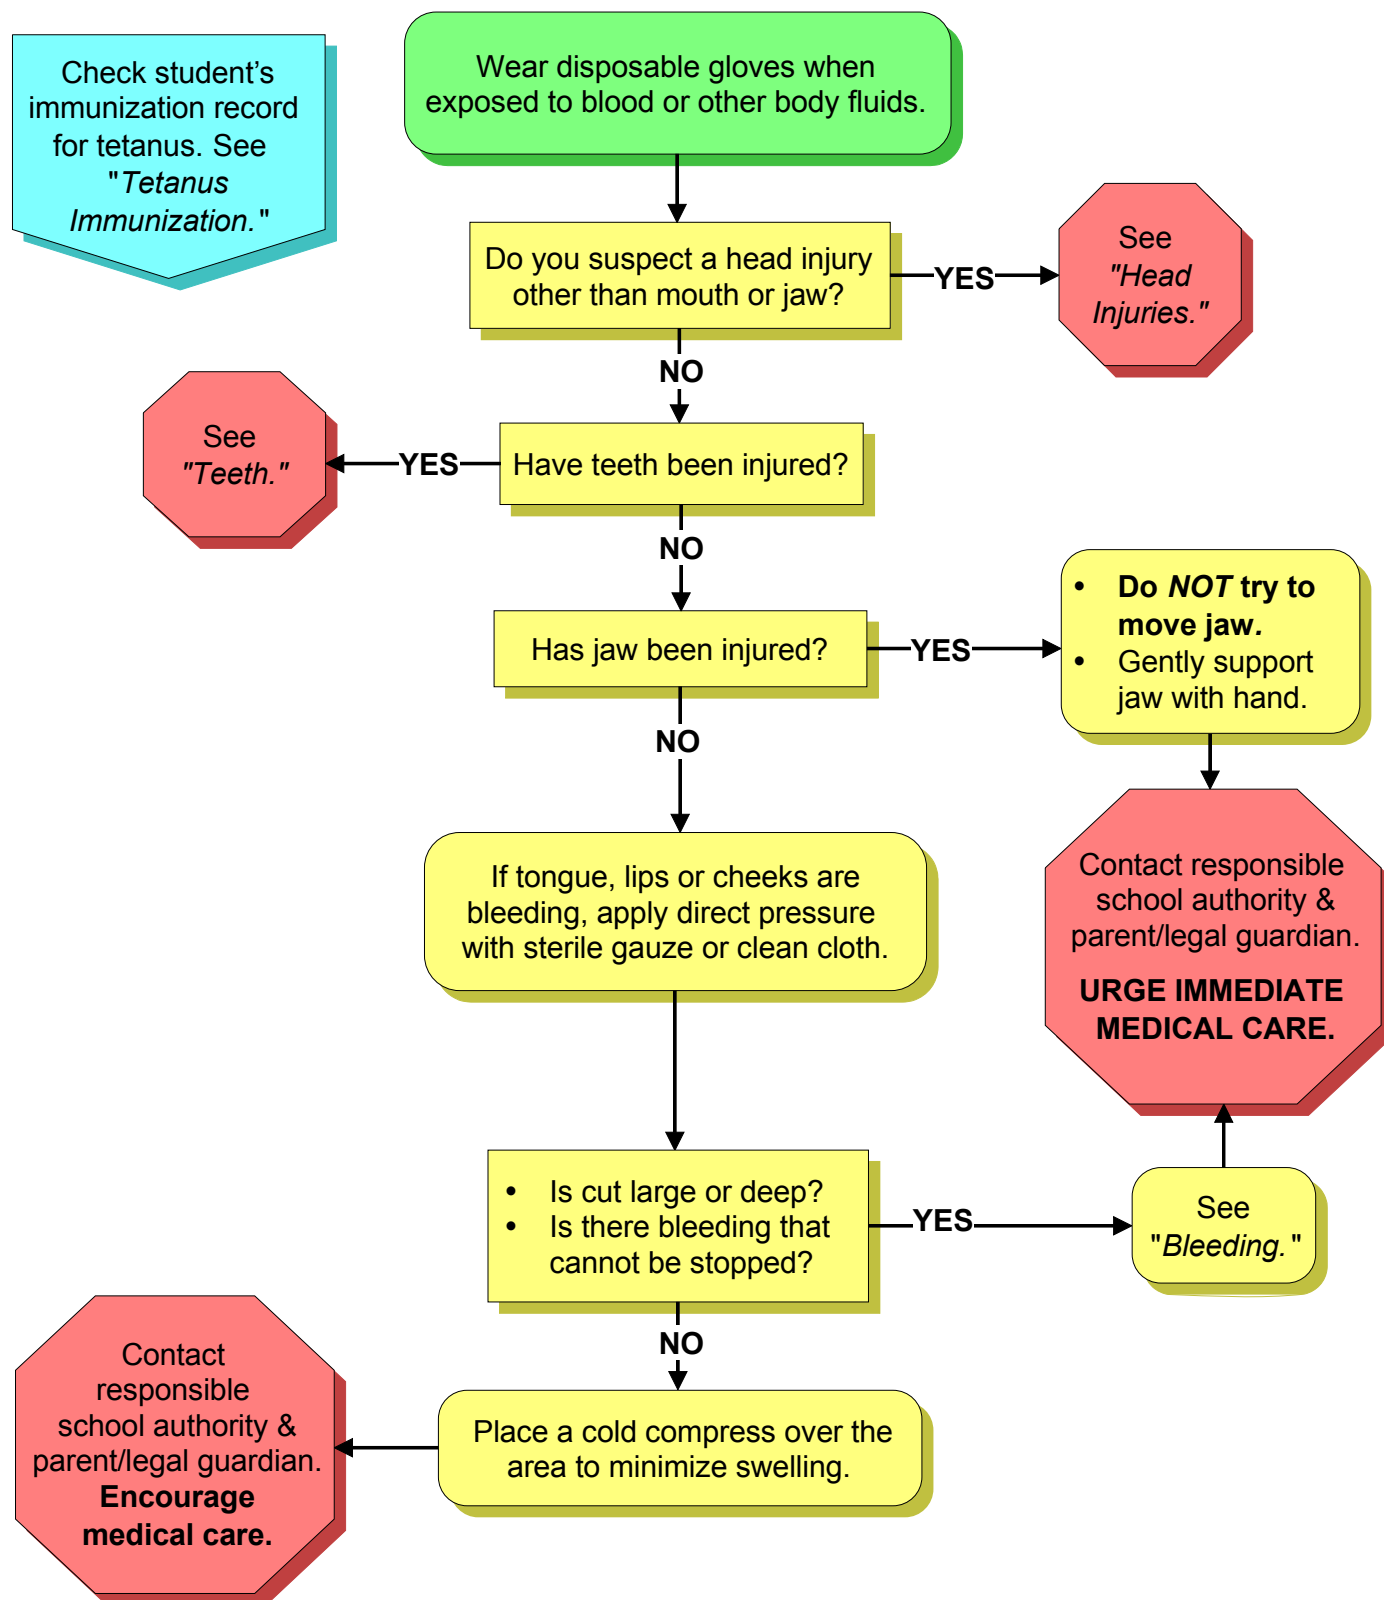 Check student’s
immunization record
for tetanus. See
"Tetanus
Immunization."
Wear disposable gloves when
exposed to blood or other body fluids.
Do you suspect a head injury
other than mouth or jaw?
YES
See
"Head
Injuries."
NO
Have teeth been injured?
YES
See
"Teeth."
NO
Has jaw been injured?
YES
• Do NOT try to
move jaw.
• Gently support
jaw with hand.
NO
If tongue, lips or cheeks are
bleeding, apply direct pressure
with sterile gauze or clean cloth.
Contact responsible
school authority &
parent/legal guardian.
URGE IMMEDIATE
MEDICAL CARE.
• Is cut large or deep?
• Is there bleeding that
cannot be stopped?
YES
See
"Bleeding."
NO
Place a cold compress over the
area to minimize swelling.
Contact
responsible
school authority &
parent/legal guardian.
Encourage
medical care.